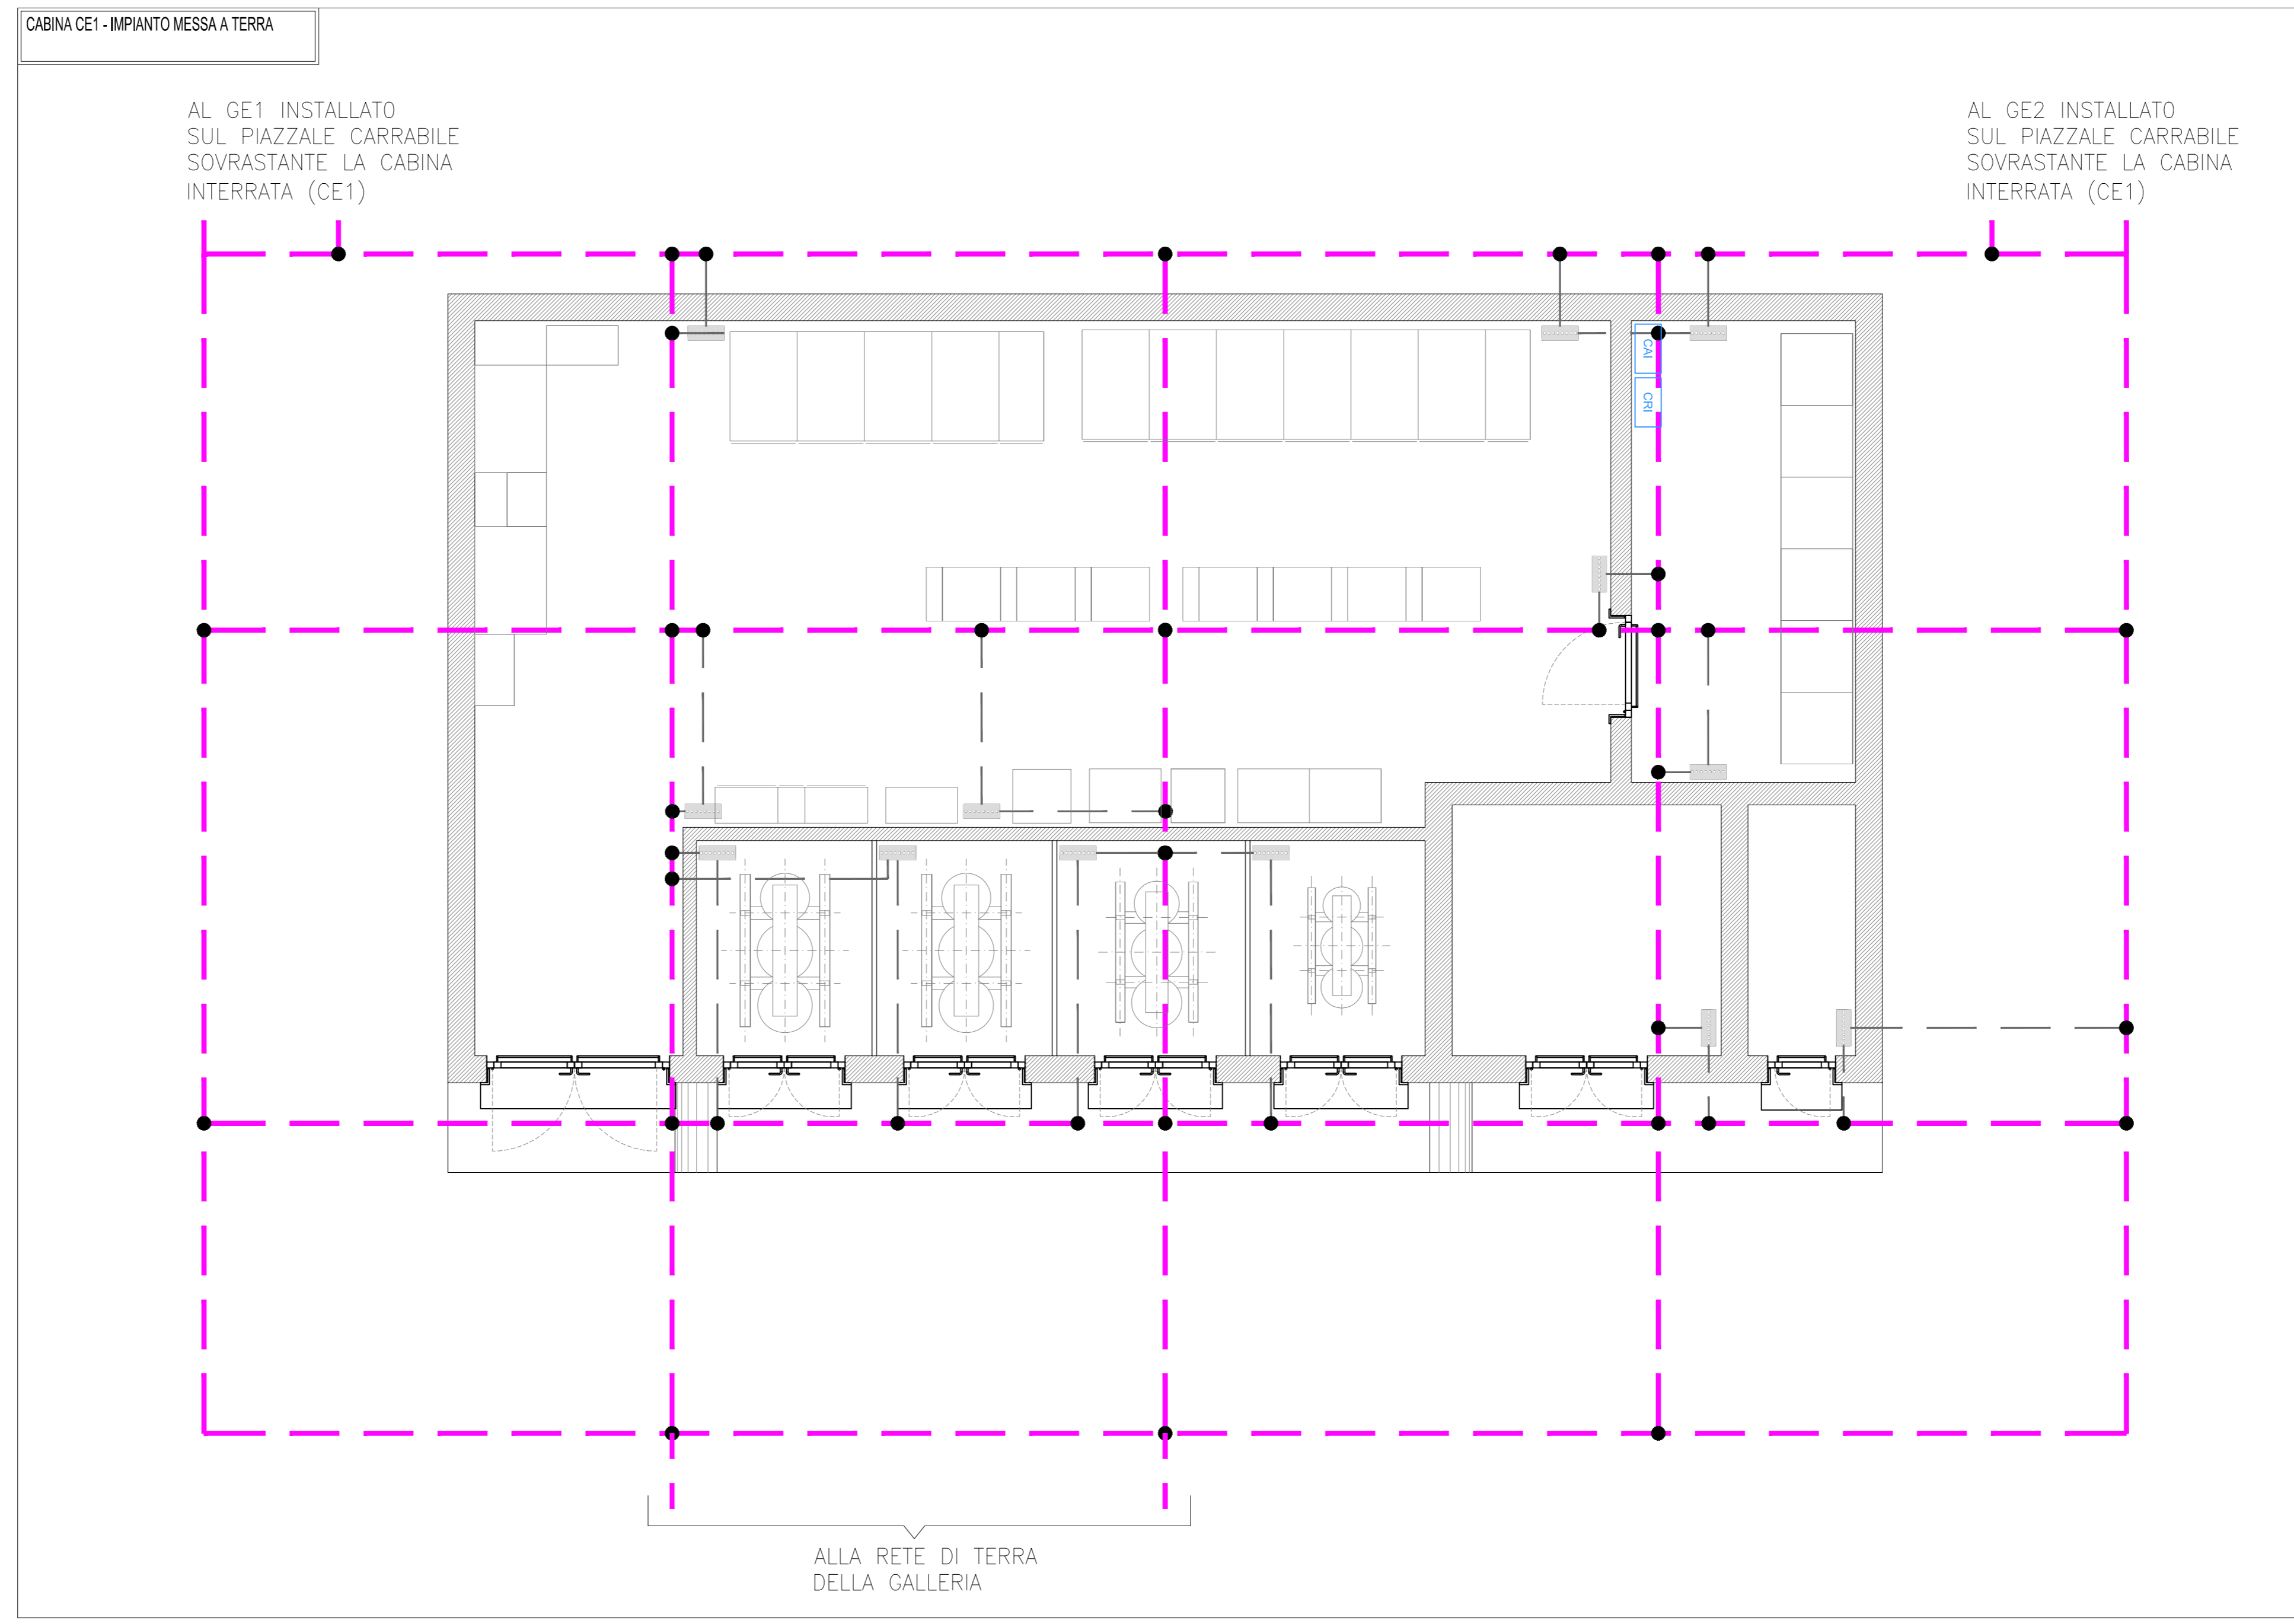 CABINA CE1 - IMPIANTO MESSA A TERRA
AL GE1 INSTALLATO
SUL PIAZZALE CARRABILE
SOVRASTANTE LA CABINA
INTERRATA (CE1)
AL GE2 INSTALLATO
SUL PIAZZALE CARRABILE
SOVRASTANTE LA CABINA
INTERRATA (CE1)
CAI
CRI
ALLA RETE DI TERRA
DELLA GALLERIA